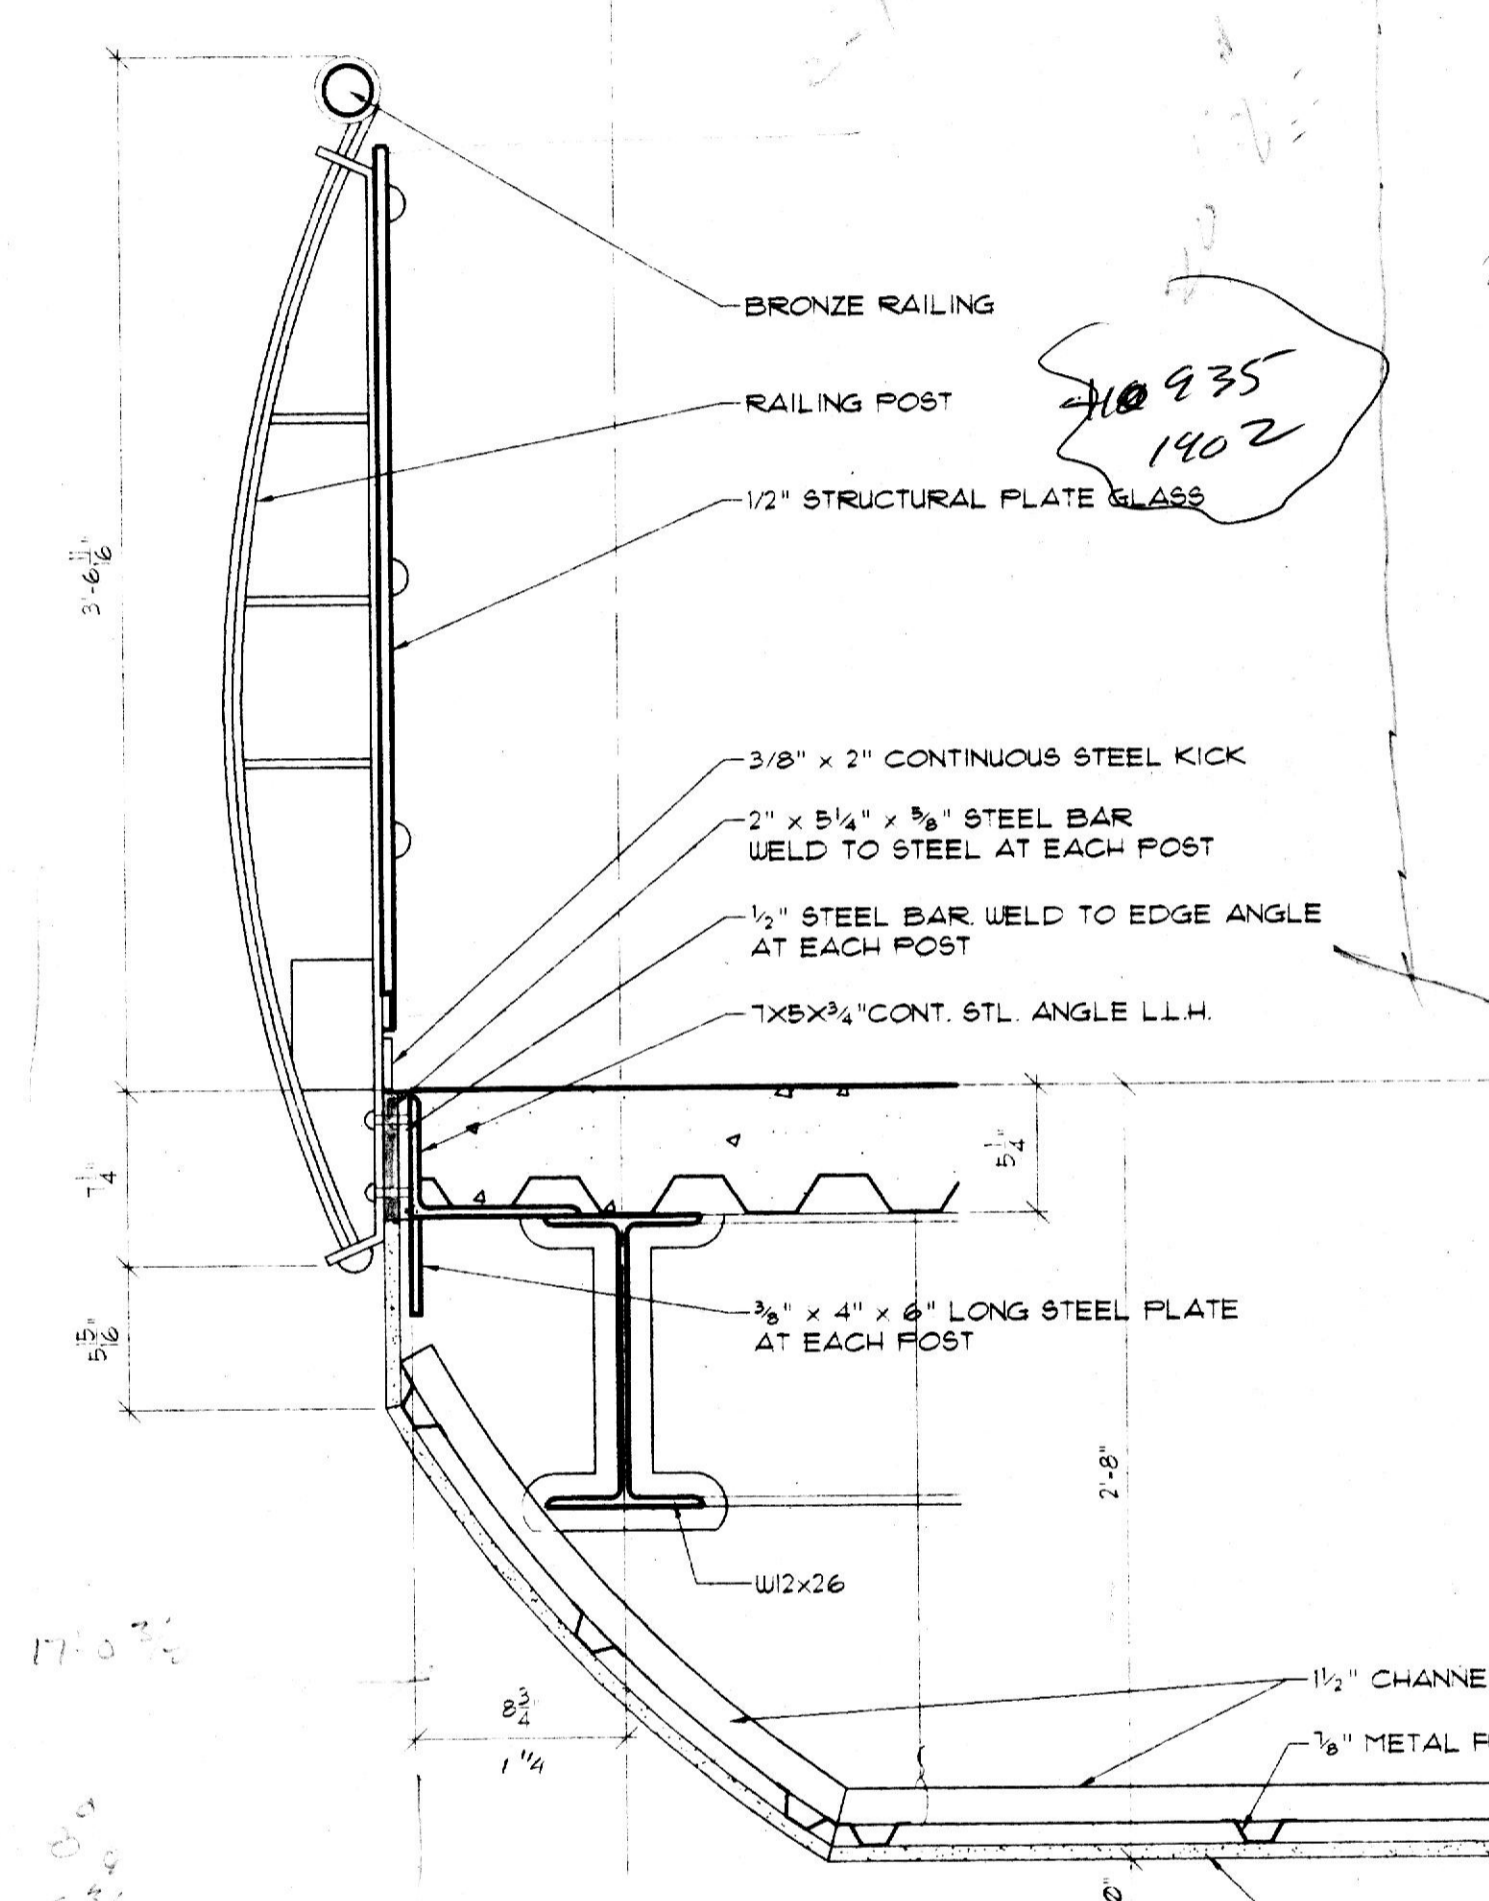 BRONZE RAILING
RAILING POST
935
1902
1/2" STRUCTURAL PLATE GLASS
3'-6 11/16"
3/8" x 2" CONTINUOUS STEEL KICK
2" x 5 1/4" x 5/8" STEEL BAR
WELD TO STEEL AT EACH POST
1/2" STEEL BAR. WELD TO EDGE ANGLE
AT EACH POST
7X5X3/4" CONT. STL. ANGLE L.L.H.
7 1/4"
5 1/4"
3/8" x 4" x 6" LONG STEEL PLATE
AT EACH POST
5 15/16"
2'-8"
W12x26
8 3/4"
1 1/4
1 1/2" CHANNE
7/8" METAL F
0"